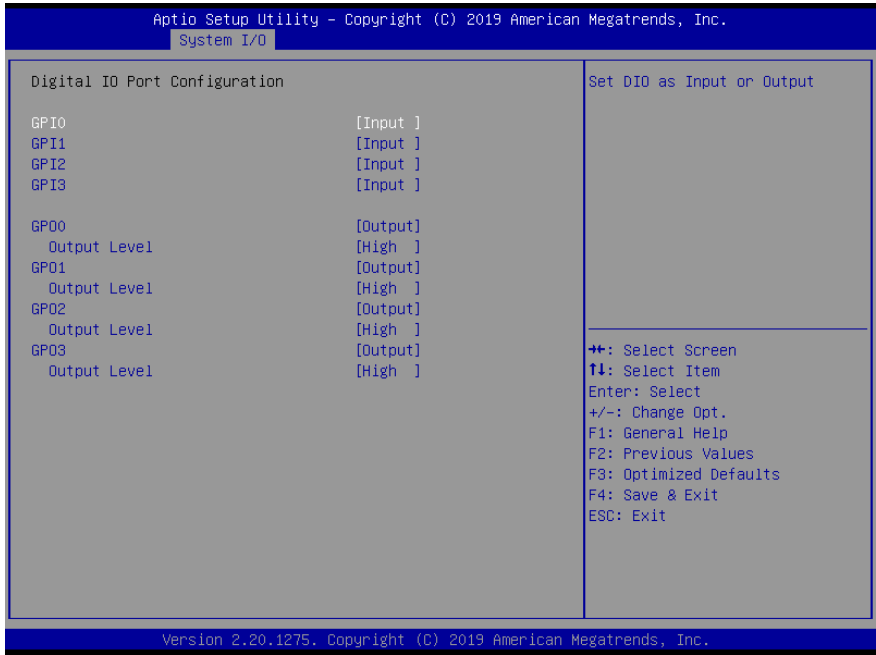 Aptio Setup Utility – Copyright (C) 2019 American Megatrends, Inc.
System I/O
Digital IO Port Configuration
GPI0 [Input ]
GPI1 [Input ]
GPI2 [Input ]
GPI3 [Input ]
GPO0 [Output]
Output Level [High ]
GPO1 [Output]
Output Level [High ]
GPO2 [Output]
Output Level [High ]
GPO3 [Output]
Output Level [High ]
Set DIO as Input or Output
→←: Select Screen
↑↓: Select Item
Enter: Select
+/-: Change Opt.
F1: General Help
F2: Previous Values
F3: Optimized Defaults
F4: Save & Exit
ESC: Exit
Version 2.20.1275. Copyright (C) 2019 American Megatrends, Inc.